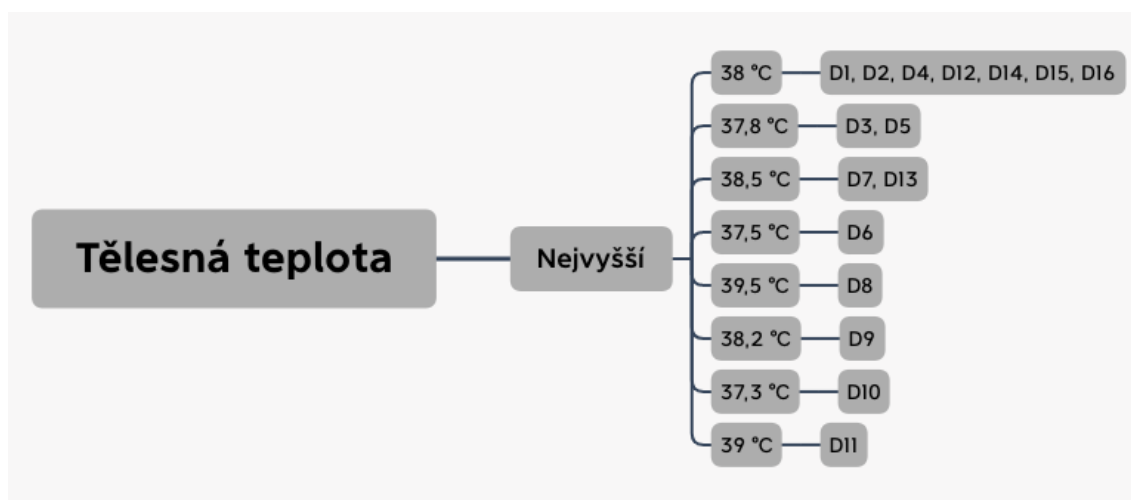 Tělesná teplota
Nejvyšší
38 °C
D1, D2, D4, D12, D14, D15, D16
37,8 °C
D3, D5
38,5 °C
D7, D13
37,5 °C
D6
39,5 °C
D8
38,2 °C
D9
37,3 °C
D10
39 °C
D11